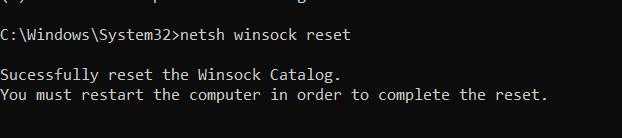 C:\Windows\System32>netsh winsock reset
Sucessfully reset the Winsock Catalog.
You must restart the computer in order to complete the reset.